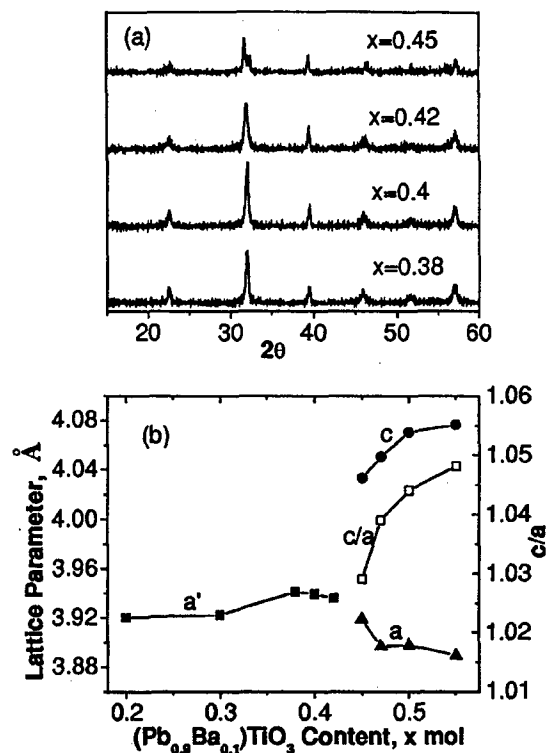 (a)
x=0.45
x=0.42
x=0.4
x=0.38
20 30 40 50 60
2θ
(b)
Lattice Parameter, Å
4.08
4.04
4.00
3.96
3.92
3.88
c
c/a
a'
a
1.06
1.05
1.04
1.03
1.02
1.01
c/a
0.2 0.3 0.4 0.5
(Pb₀.₉Ba₀.₁)TiO₃ Content, x mol